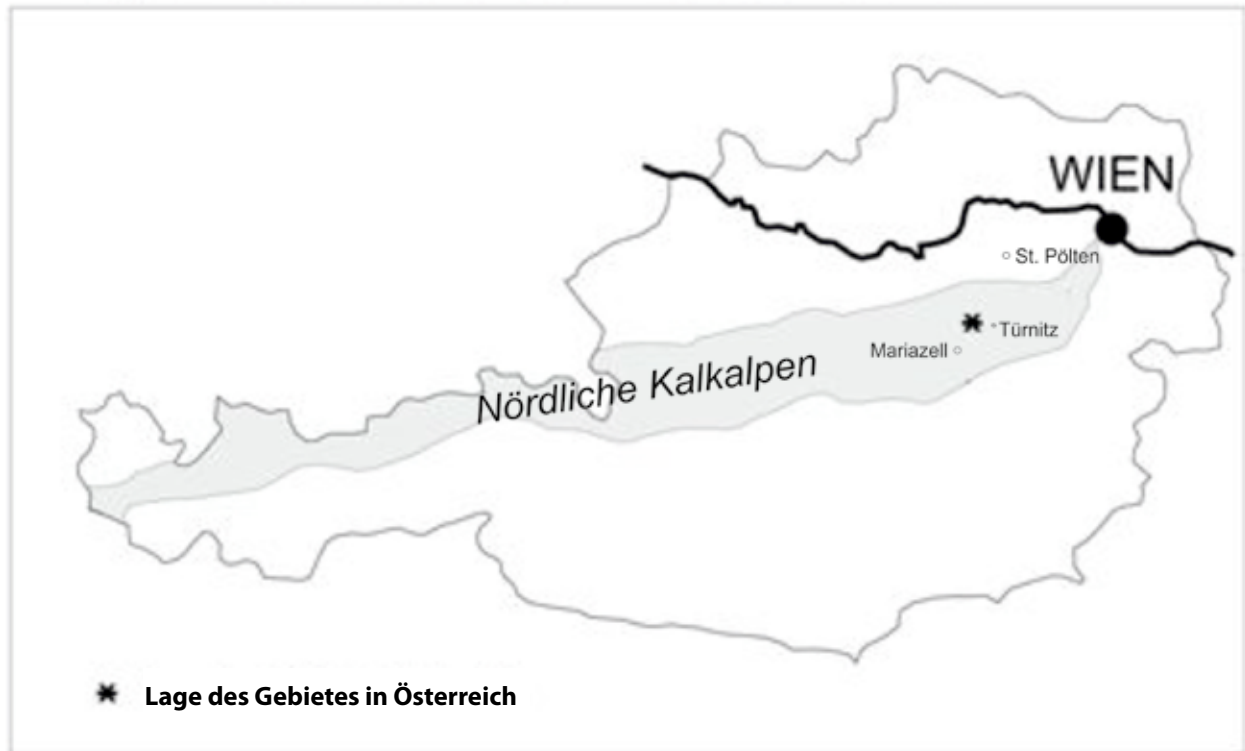 WIEN
St. Pölten
Türnitz
Mariazell
Nördliche Kalkalpen
Lage des Gebietes in Österreich